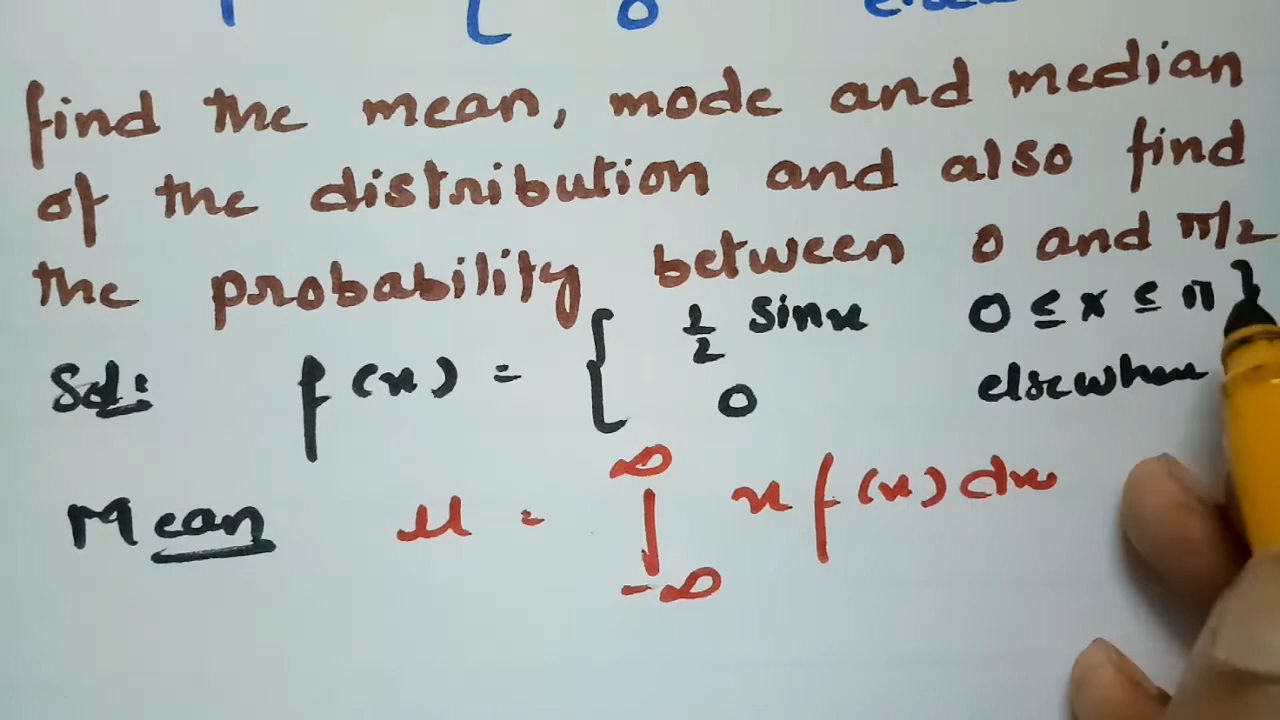 find the mean, mode and median
of the distribution and also find
the probability between 0 and π/2
Sol: f(x) = { 1/2 sinx 0 ≤ x ≤ π }
0 elsewhere
Mean μ = ∫_{-∞}^{∞} x f(x) dx